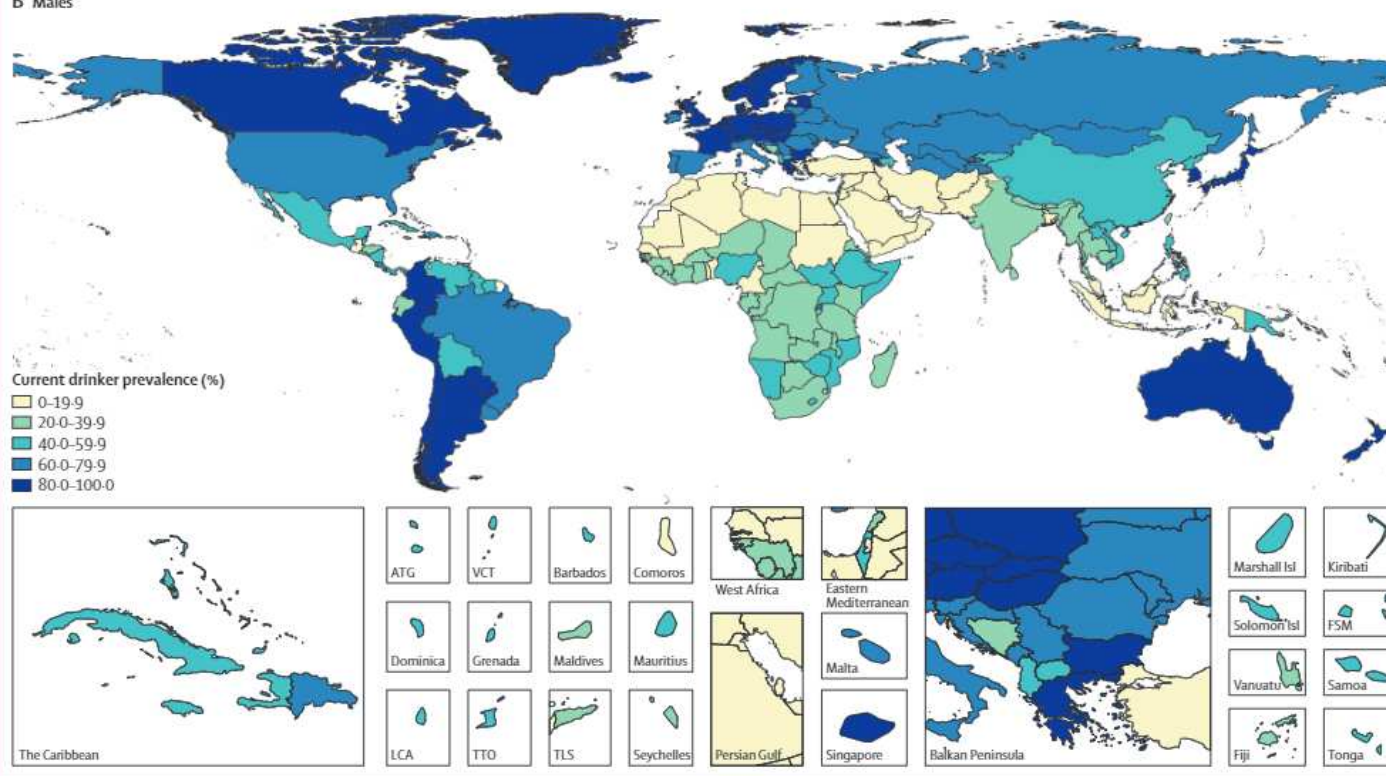 B Males
Current drinker prevalence (%)
0–19·9
20·0–39·9
40·0–59·9
60·0–79·9
80·0–100·0
The Caribbean
ATG
VCT
Barbados
Comoros
Dominica
Grenada
Maldives
Mauritius
LCA
TTO
TLS
Seychelles
West Africa
Eastern
Mediterranean
Persian Gulf
Malta
Singapore
Balkan Peninsula
Marshall Isl
Kiribati
Solomon Isl
FSM
Vanuatu
Samoa
Fiji
Tonga